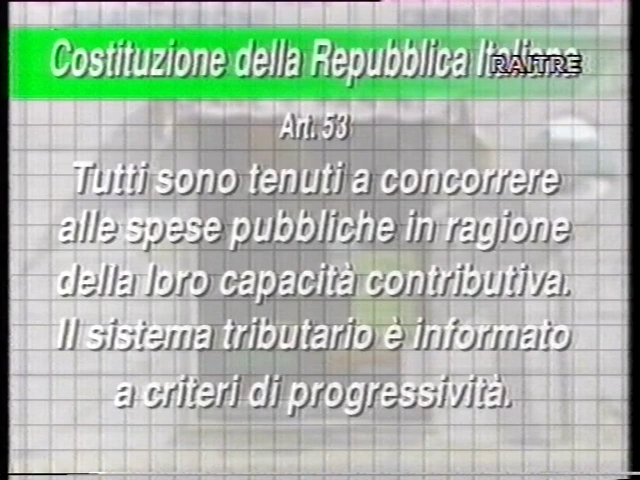 Costituzione della Repubblica Italiana
RAITRE
Art. 53
Tutti sono tenuti a concorrere
alle spese pubbliche in ragione
della loro capacità contributiva.
Il sistema tributario è informato
a criteri di progressività.